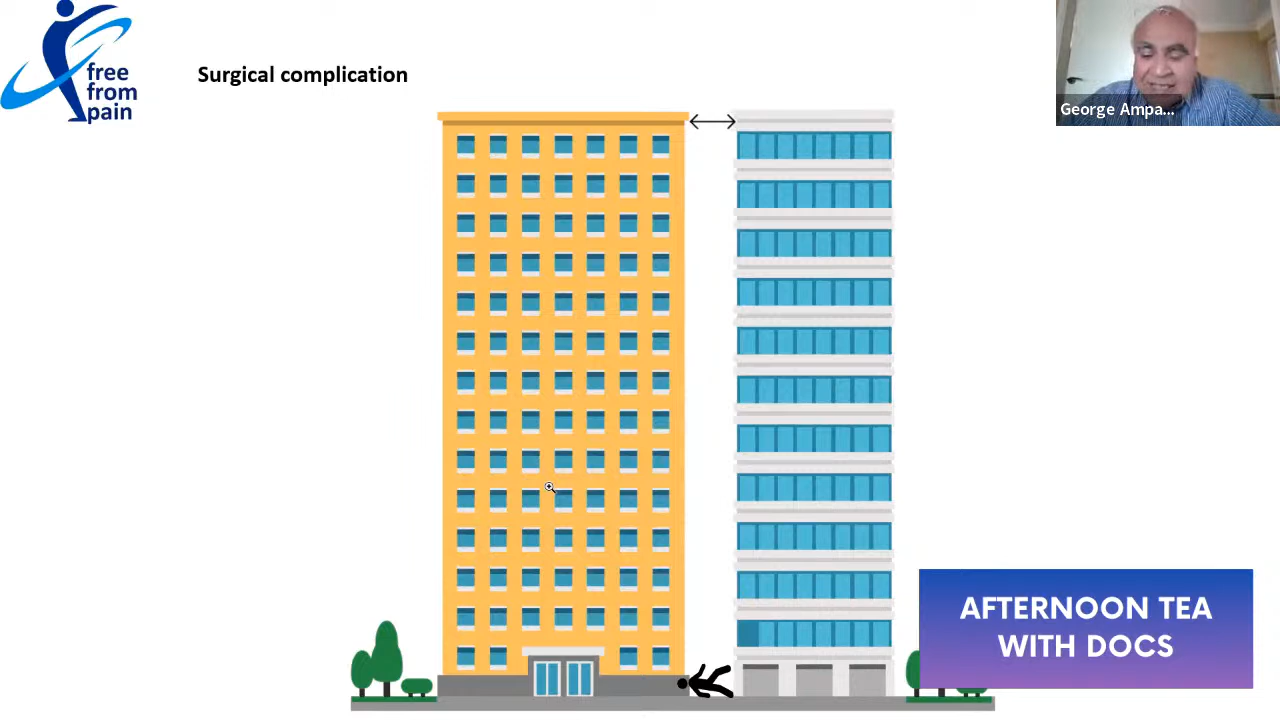 free
from
pain
Surgical complication
George Ampa...
AFTERNOON TEA
WITH DOCS